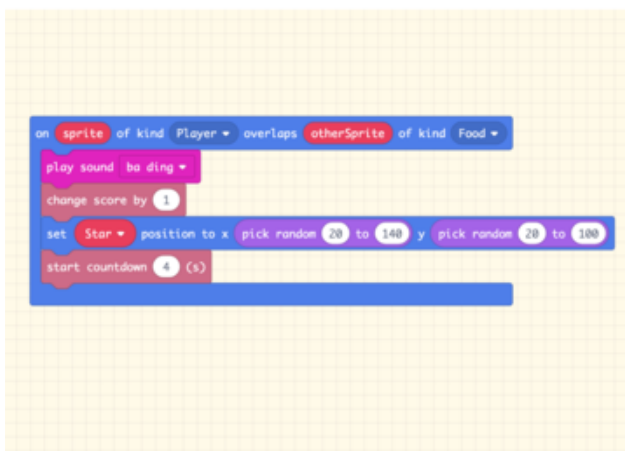 on sprite of kind Player overlaps otherSprite of kind Food
play sound ba ding
change score by 1
set Star position to x pick random 20 to 140 y pick random 20 to 100
start countdown 4 (s)